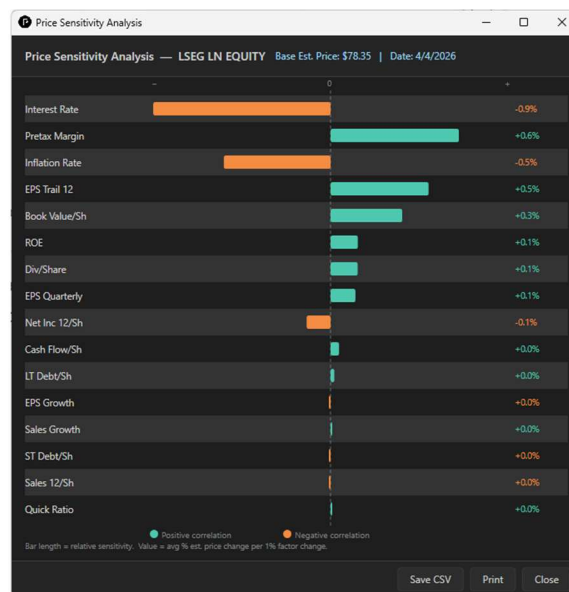 Price Sensitivity Analysis
Price Sensitivity Analysis — LSEG LN EQUITY Base Est. Price: $78.35 | Date: 4/4/2026
− 0 +
Interest Rate -0.9%
Pretax Margin +0.6%
Inflation Rate -0.5%
EPS Trail 12 +0.5%
Book Value/Sh +0.3%
ROE +0.1%
Div/Share +0.1%
EPS Quarterly +0.1%
Net Inc 12/Sh -0.1%
Cash Flow/Sh +0.0%
LT Debt/Sh +0.0%
EPS Growth +0.0%
Sales Growth +0.0%
ST Debt/Sh +0.0%
Sales 12/Sh +0.0%
Quick Ratio +0.0%
Positive correlation Negative correlation
Bar length = relative sensitivity. Value = avg % est. price change per 1% factor change.
Save CSV Print Close